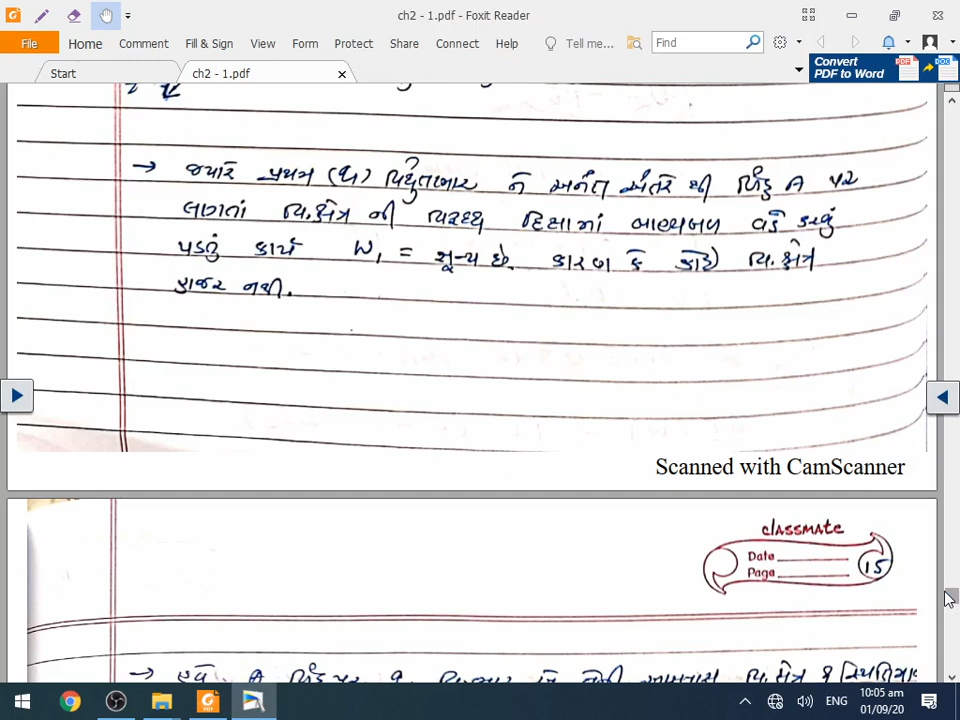 ch2 - 1.pdf - Foxit Reader
File Home Comment Fill & Sign View Form Protect Share Connect Help Tell me... Find
Start ch2 - 1.pdf
Convert
PDF to Word
→ જ્યારે પ્રથમ વિદ્યુતભાર ને અનંત અંતરે થી બિંદુ A પર
લાગતાં વિ.ક્ષેત્ર ની વિરુધ્ધ દિશામાં બાહ્યબળ વડે કરવું
પડતું કાર્ય W₁ = શૂન્ય છે. કારણ કે કોઈ વિ.ક્ષેત્ર
હાજર નથી.
Scanned with CamScanner
classmate
Date
Page 15
ENG
10:05 am
01/09/20